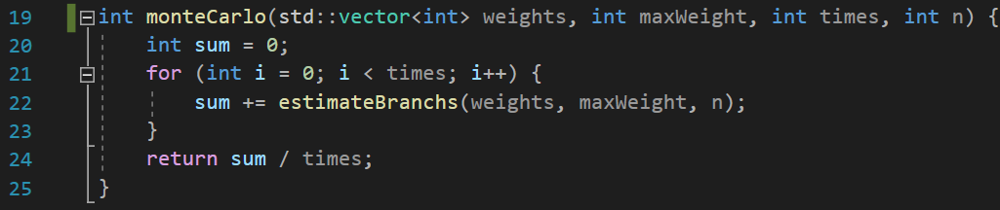 19 int monteCarlo(std::vector<int> weights, int maxWeight, int times, int n) {
20     int sum = 0;
21     for (int i = 0; i < times; i++) {
22         sum += estimateBranchs(weights, maxWeight, n);
23     }
24     return sum / times;
25 }